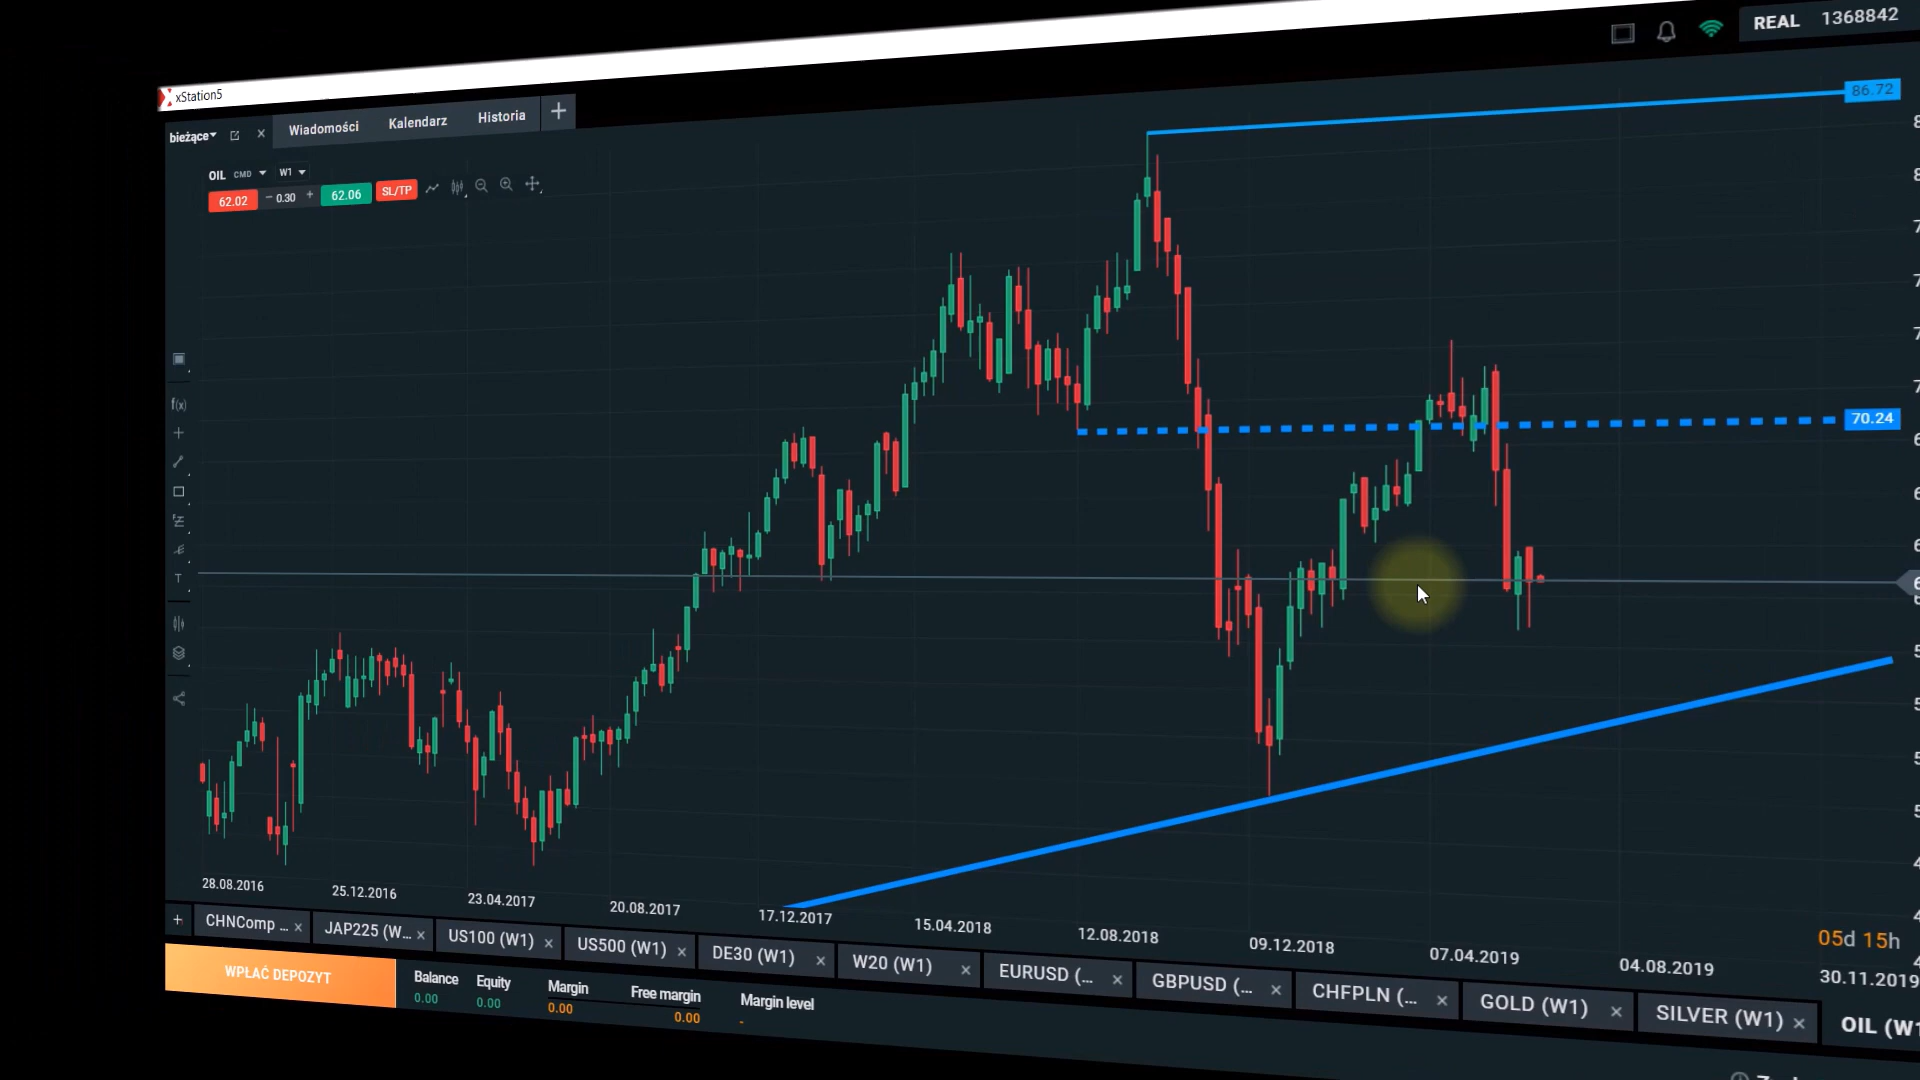 xStation5
REAL 1368842
bieżące Wiadomości Kalendarz Historia
OIL CMD W1
62.02 − 0.30 + 62.06 SL/TP
86.72
70.24
f(x)
T
28.08.2016 25.12.2016 23.04.2017 20.08.2017 17.12.2017 15.04.2018 12.08.2018 09.12.2018 07.04.2019 04.08.2019 30.11.2019
05d 15h
CHNComp ... JAP225 (W... US100 (W1) US500 (W1) DE30 (W1) W20 (W1) EURUSD (... GBPUSD (... CHFPLN (... GOLD (W1) SILVER (W1) OIL (W1
WPŁAĆ DEPOZYT
Balance Equity Margin Free margin Margin level
0.00 0.00 0.00 0.00 -